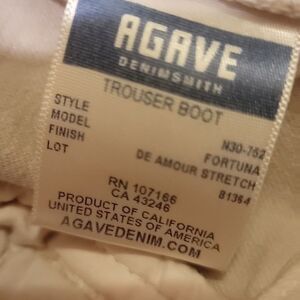 AGAVE
DENIMSMITH
TROUSER BOOT
STYLE N30-752
MODEL FORTUNA
FINISH DE AMOUR STRETCH
LOT 81364
RN 107166
CA 43246
PRODUCT OF CALIFORNIA
UNITED STATES OF AMERICA
AGAVEDENIM.COM